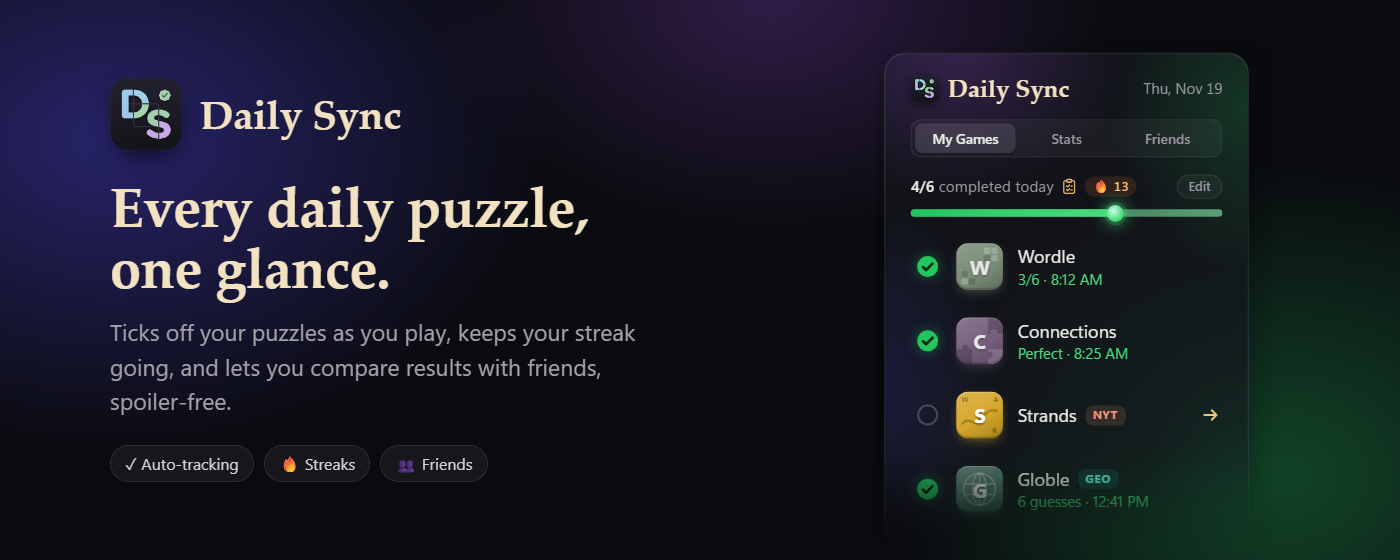 DS
Daily Sync
Every daily puzzle,
one glance.
Ticks off your puzzles as you play, keeps your streak
going, and lets you compare results with friends,
spoiler-free.
✓ Auto-tracking
🔥 Streaks
👥 Friends
DS
Daily Sync
Thu, Nov 19
My Games
Stats
Friends
4/6 completed today
🔥 13
Edit
W
Wordle
3/6 · 8:12 AM
C
Connections
Perfect · 8:25 AM
W A
S
R
Strands
NYT
→
G
Globle
GEO
6 guesses · 12:41 PM